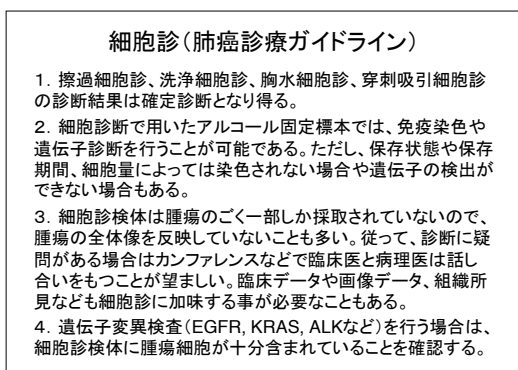 細胞診（肺癌診療ガイドライン）
１．擦過細胞診、洗浄細胞診、胸水細胞診、穿刺吸引細胞診
の診断結果は確定診断となり得る。
２．細胞診断で用いたアルコール固定標本では、免疫染色や
遺伝子診断を行うことが可能である。ただし、保存状態や保存
期間、細胞量によっては染色されない場合や遺伝子の検出が
できない場合もある。
３．細胞診検体は腫瘍のごく一部しか採取されていないので、
腫瘍の全体像を反映していないことも多い。従って、診断に疑
問がある場合はカンファレンスなどで臨床医と病理医は話し
合いをもつことが望ましい。臨床データや画像データ、組織所
見なども細胞診に加味する事が必要なこともある。
４．遺伝子変異検査（EGFR, KRAS, ALKなど）を行う場合は、
細胞診検体に腫瘍細胞が十分含まれていることを確認する。